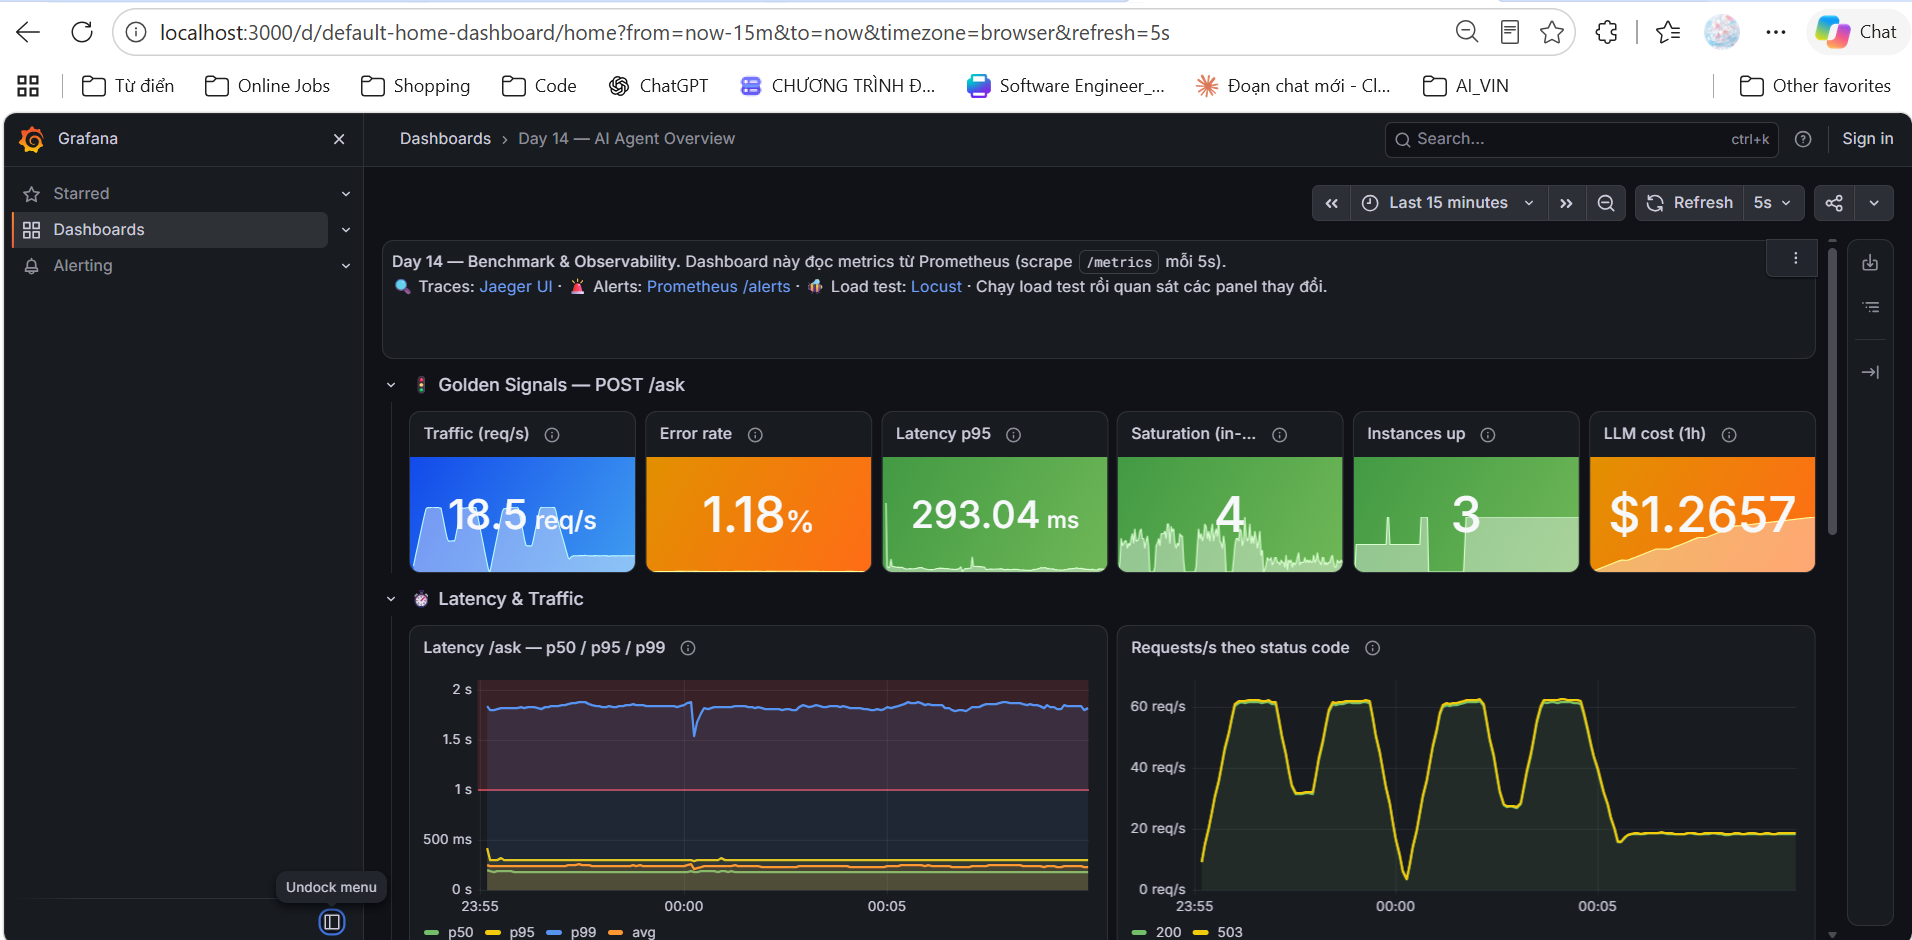 localhost:3000/d/default-home-dashboard/home?from=now-15m&to=now&timezone=browser&refresh=5s
Chat
Từ điển
Online Jobs
Shopping
Code
ChatGPT
CHƯƠNG TRÌNH Đ...
Software Engineer_...
Đoạn chat mới - Cl...
AI_VIN
Other favorites
Grafana
Dashboards › Day 14 — AI Agent Overview
Search...
ctrl+k
Sign in
Starred
Dashboards
Alerting
Last 15 minutes
Refresh
5s
Day 14 — Benchmark & Observability. Dashboard này đọc metrics từ Prometheus (scrape /metrics mỗi 5s).
Traces: Jaeger UI · Alerts: Prometheus /alerts · Load test: Locust · Chạy load test rồi quan sát các panel thay đổi.
Golden Signals — POST /ask
Traffic (req/s)
18.5 req/s
Error rate
1.18%
Latency p95
293.04 ms
Saturation (in-...
4
Instances up
3
LLM cost (1h)
$1.2657
Latency & Traffic
Latency /ask — p50 / p95 / p99
2 s
1.5 s
1 s
500 ms
0 s
23:55
00:00
00:05
p50
p95
p99
avg
Requests/s theo status code
60 req/s
40 req/s
20 req/s
0 req/s
23:55
00:00
00:05
200
503
Undock menu